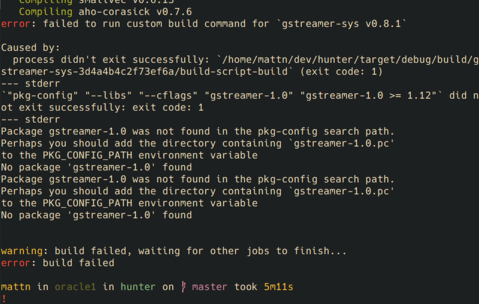 Compiling smallvec v0.6.13
Compiling aho-corasick v0.7.6
error: failed to run custom build command for `gstreamer-sys v0.8.1`
Caused by:
process didn't exit successfully: `/home/mattn/dev/hunter/target/debug/build/g
streamer-sys-3d4a4b4c2f73ef6a/build-script-build` (exit code: 1)
--- stderr
`"pkg-config" "--libs" "--cflags" "gstreamer-1.0" "gstreamer-1.0 >= 1.12"` did n
ot exit successfully: exit code: 1
--- stderr
Package gstreamer-1.0 was not found in the pkg-config search path.
Perhaps you should add the directory containing `gstreamer-1.0.pc'
to the PKG_CONFIG_PATH environment variable
No package 'gstreamer-1.0' found
Package gstreamer-1.0 was not found in the pkg-config search path.
Perhaps you should add the directory containing `gstreamer-1.0.pc'
to the PKG_CONFIG_PATH environment variable
No package 'gstreamer-1.0' found
warning: build failed, waiting for other jobs to finish...
error: build failed
mattn in oracle1 in hunter on master took 5m11s
!